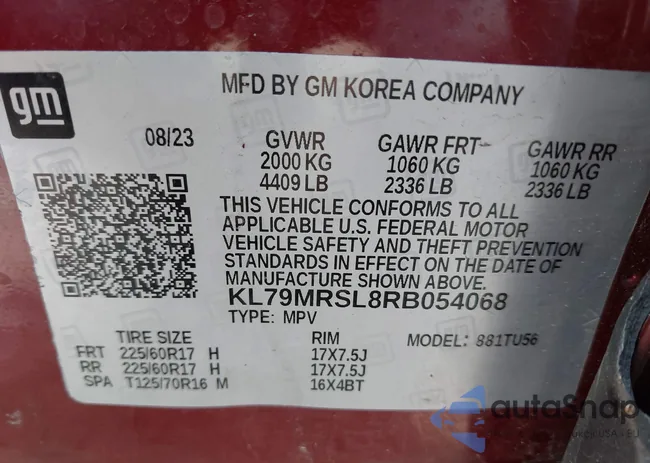 gm
MFD BY GM KOREA COMPANY
08/23 GVWR GAWR FRT GAWR RR
2000 KG 1060 KG 1060 KG
4409 LB 2336 LB 2336 LB
THIS VEHICLE CONFORMS TO ALL
APPLICABLE U.S. FEDERAL MOTOR
VEHICLE SAFETY AND THEFT PREVENTION
STANDARDS IN EFFECT ON THE DATE OF
MANUFACTURE SHOWN ABOVE.
KL79MRSL8RB054068
TYPE: MPV
TIRE SIZE RIM MODEL: 881TU56
FRT 225/60R17 H 17X7.5J
RR 225/60R17 H 17X7.5J
SPA T125/70R16 M 16X4BT
autoSnap